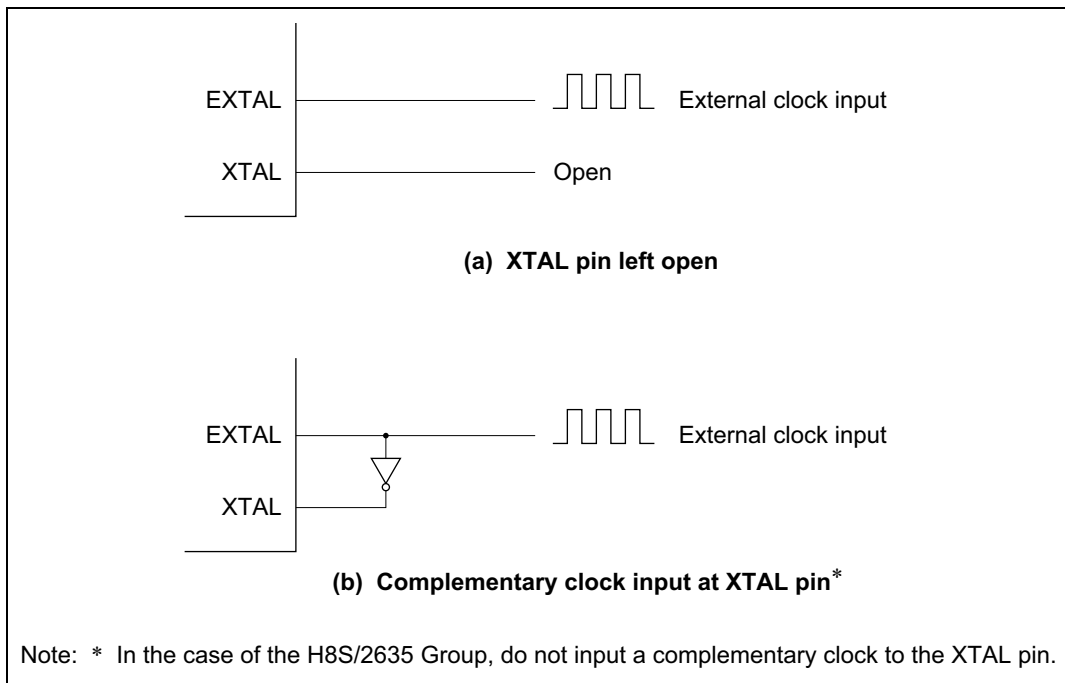 EXTAL
External clock input
XTAL
Open
(a) XTAL pin left open
EXTAL
External clock input
XTAL
(b) Complementary clock input at XTAL pin*
Note: * In the case of the H8S/2635 Group, do not input a complementary clock to the XTAL pin.